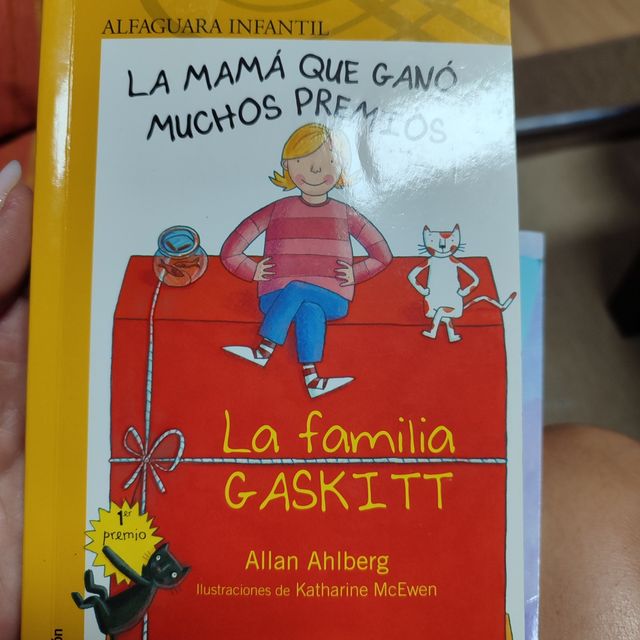 ALFAGUARA INFANTIL
LA MAMÁ QUE GANÓ
MUCHOS PREMIOS
La familia
GASKITT
1er
premio
Allan Ahlberg
Ilustraciones de Katharine McEwen